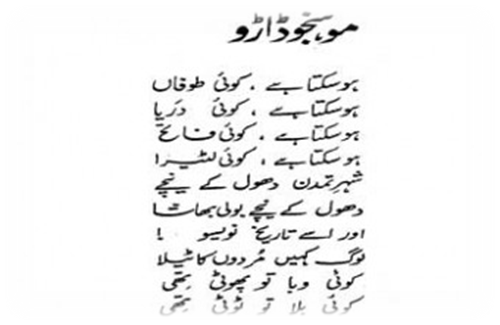 موہنجوڈارو
ہوسکتا ہے ، کوئی طوفاں
ہوسکتا ہے ، کوئی دریا
ہوسکتا ہے ، کوئی فاتح
ہوسکتا ہے ، کوئی لٹیرا
شہرِ تمدن دھول کے نیچے
دھول کے نیچے بولی بھاشا
اور اسے تاریخ نویسو !
لوگ کہیں مُردوں کا ٹیلا
کوئی وبا تو پھوٹی ہتی
کوئی بلا تو ٹوٹی ہتی